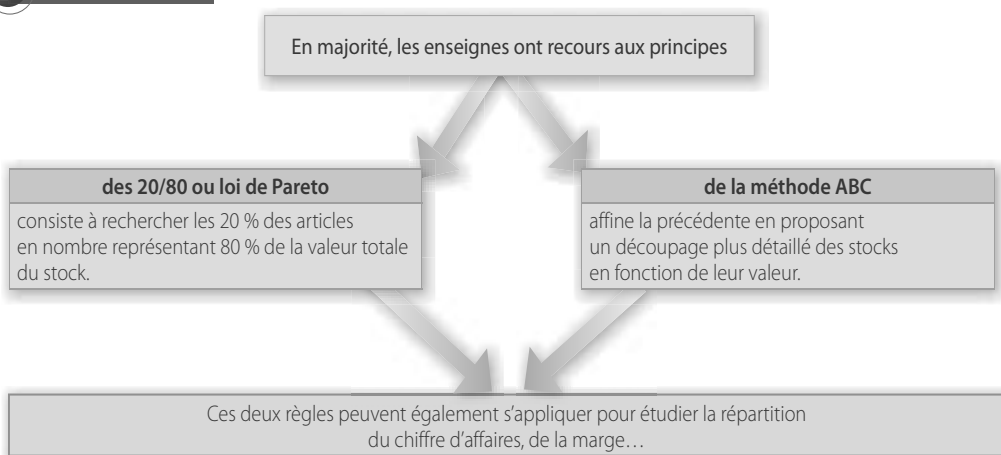 En majorité, les enseignes ont recours aux principes
des 20/80 ou loi de Pareto
consiste à rechercher les 20 % des articles
en nombre représentant 80 % de la valeur totale
du stock.
de la méthode ABC
affine la précédente en proposant
un découpage plus détaillé des stocks
en fonction de leur valeur.
Ces deux règles peuvent également s'appliquer pour étudier la répartition
du chiffre d'affaires, de la marge…